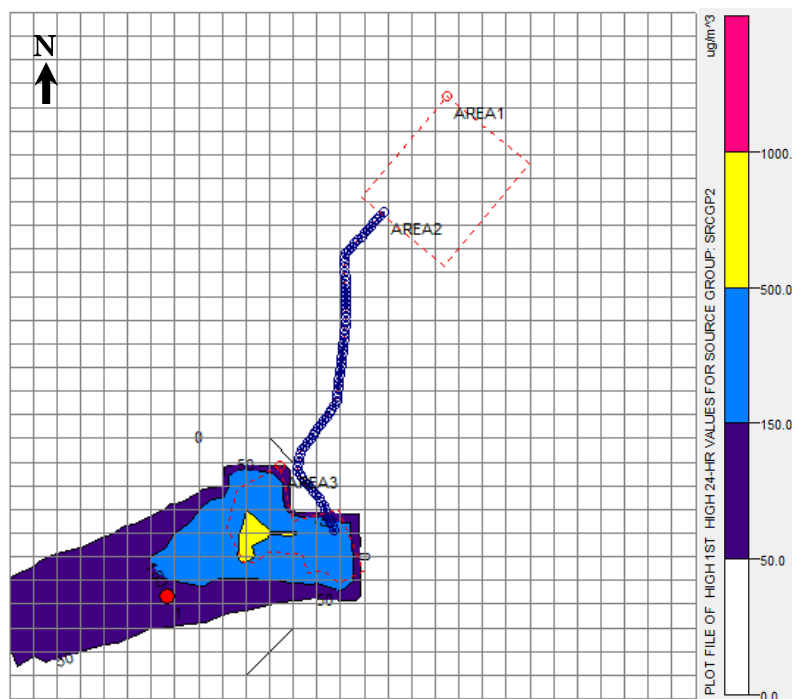 N
ug/m^3
AREA1
1000.
AREA2
500.0
150.0
0
50
AREA3
0
50.0
50
50
0.0
PLOT FILE OF HIGH 1ST HIGH 24-HR VALUES FOR SOURCE GROUP: SRCGP2